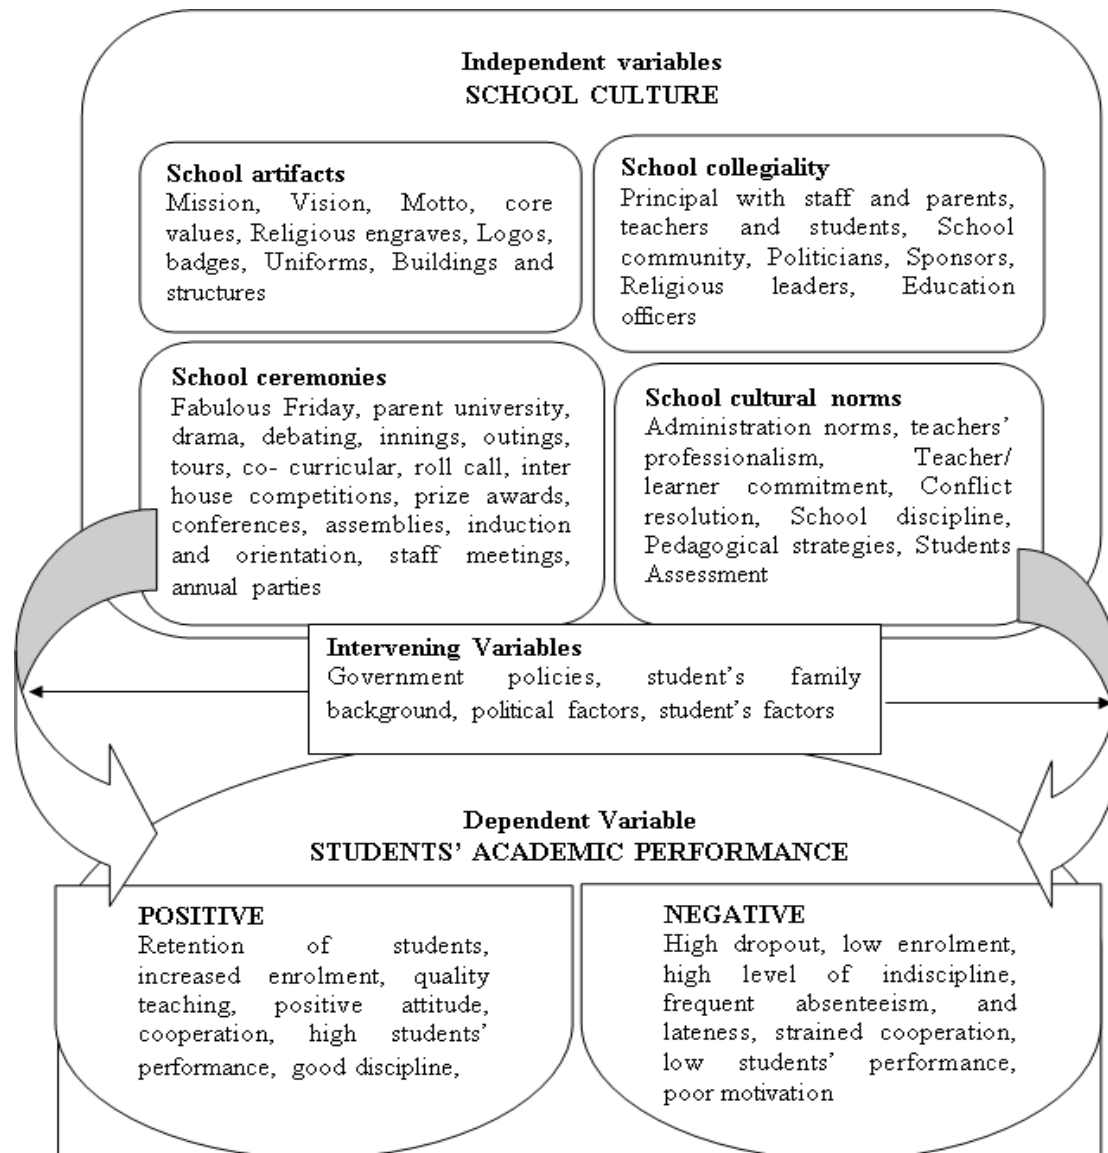 Independent variables
SCHOOL CULTURE
School artifacts
Mission, Vision, Motto, core
values, Religious engraves, Logos,
badges, Uniforms, Buildings and
structures
School collegiality
Principal with staff and parents,
teachers and students, School
community, Politicians, Sponsors,
Religious leaders, Education
officers
School ceremonies
Fabulous Friday, parent university,
drama, debating, innings, outings,
tours, co- curricular, roll call, inter
house competitions, prize awards,
conferences, assemblies, induction
and orientation, staff meetings,
annual parties
School cultural norms
Administration norms, teachers’
professionalism, Teacher/
learner commitment, Conflict
resolution, School discipline,
Pedagogical strategies, Students
Assessment
Intervening Variables
Government policies, student’s family
background, political factors, student’s factors
Dependent Variable
STUDENTS’ ACADEMIC PERFORMANCE
POSITIVE
Retention of students,
increased enrolment, quality
teaching, positive attitude,
cooperation, high students’
performance, good discipline,
NEGATIVE
High dropout, low enrolment,
high level of indiscipline,
frequent absenteeism, and
lateness, strained cooperation,
low students’ performance,
poor motivation